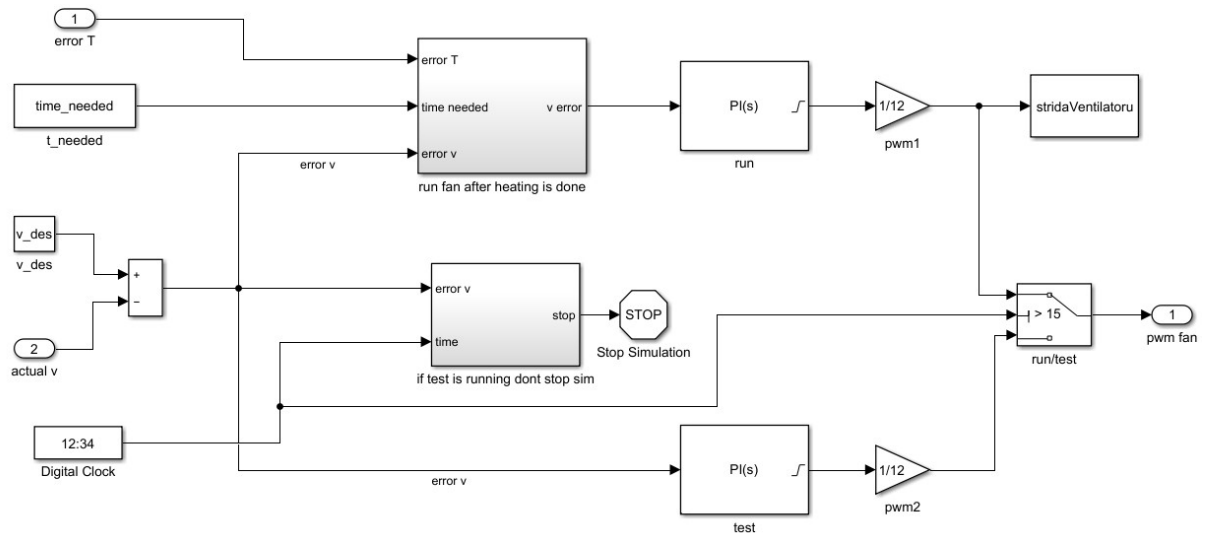 1
error T
time_needed
t_needed
error T
time needed
error v
v error
run fan after heating is done
error v
PI(s)
run
1/12
pwm1
stridaVentilatoru
v_des
v_des
+
−
2
actual v
error v
time
stop
if test is running dont stop sim
STOP
Stop Simulation
> 15
run/test
1
pwm fan
12:34
Digital Clock
error v
PI(s)
test
1/12
pwm2